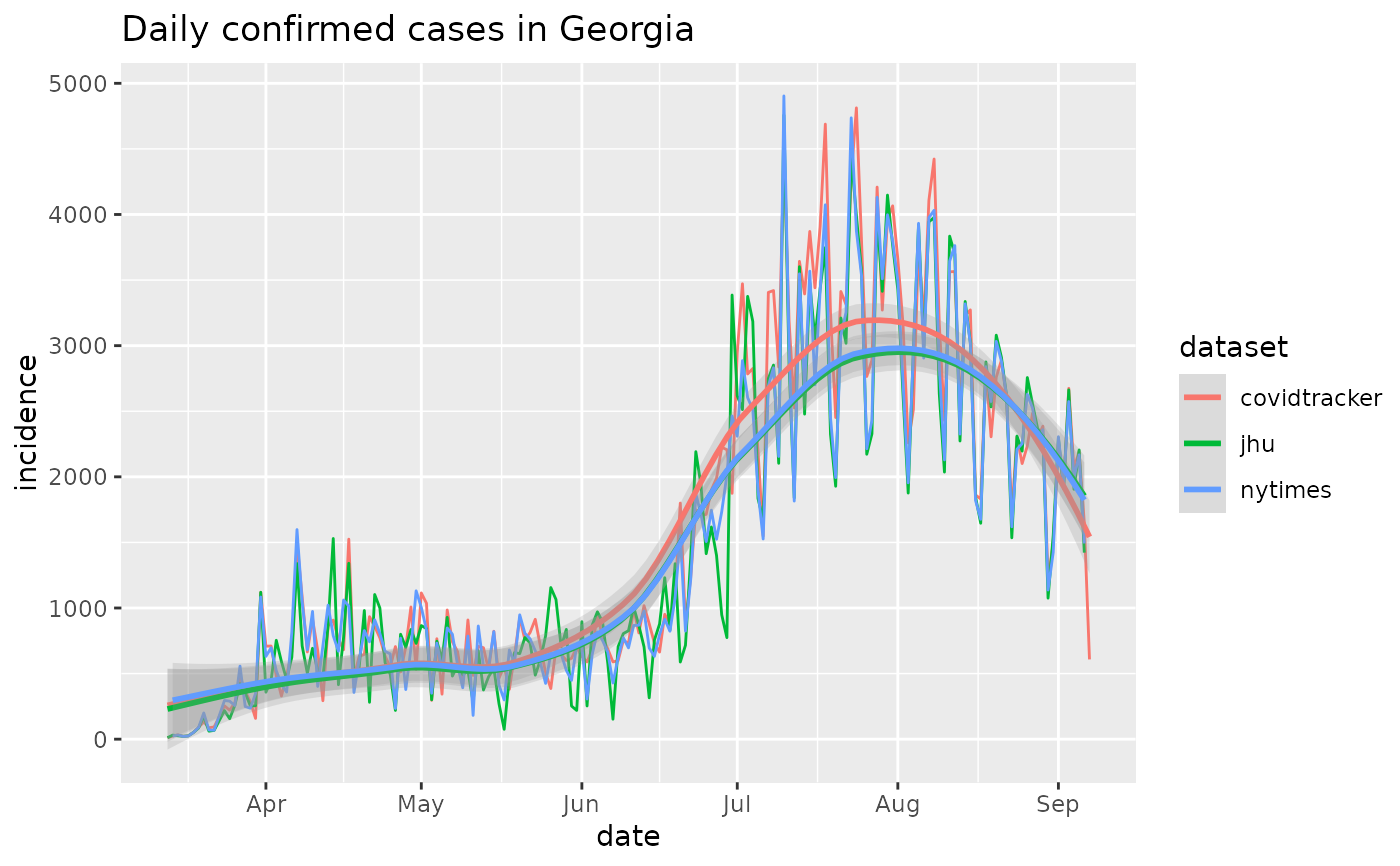 Daily confirmed cases in Georgia
5000
4000
3000
2000
1000
0
incidence
Apr May Jun Jul Aug Sep
date
dataset
covidtracker
jhu
nytimes